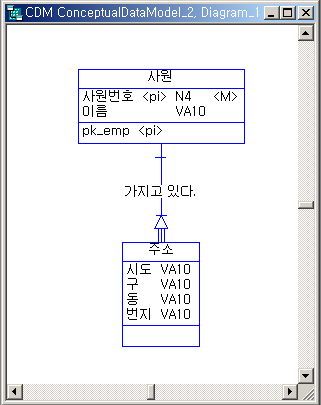 CDM ConceptualDataModel_2, Diagram_1
사원
사원번호 <pi> N4 <M>
이름 VA10
pk_emp <pi>
가지고 있다.
주소
시도 VA10
구 VA10
동 VA10
번지 VA10